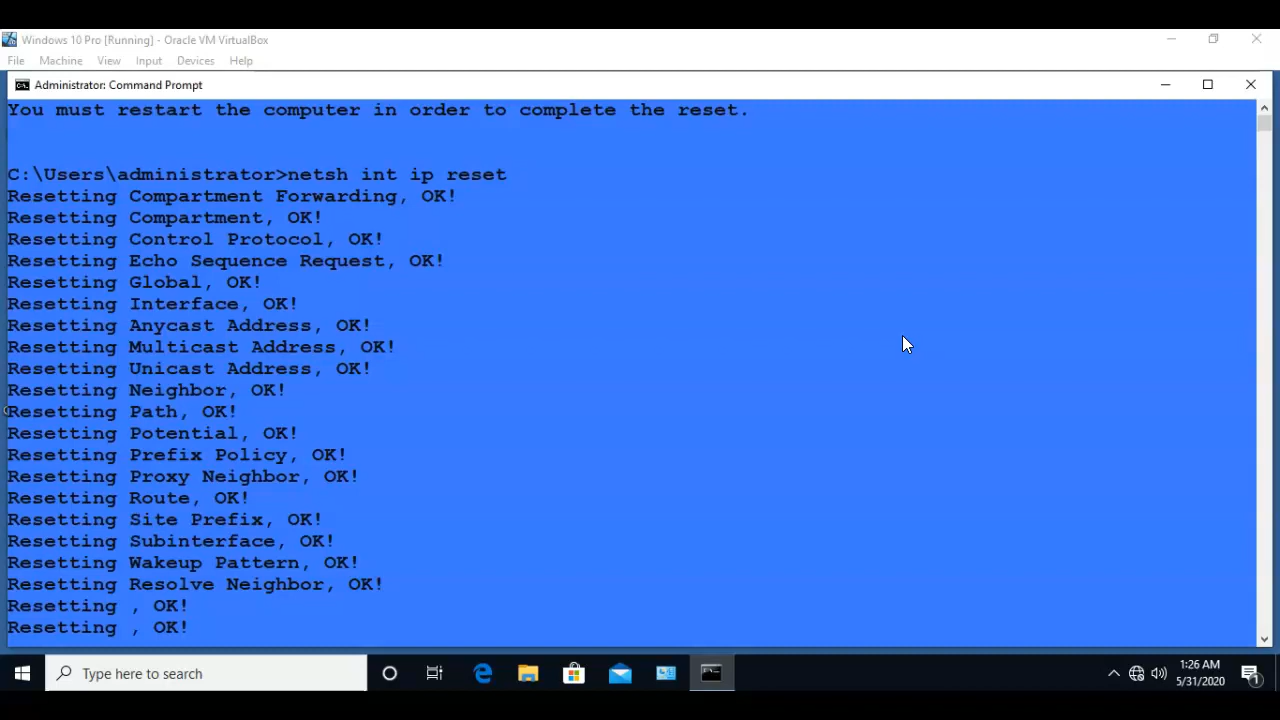 Windows 10 Pro [Running] - Oracle VM VirtualBox
File Machine View Input Devices Help
Administrator: Command Prompt
You must restart the computer in order to complete the reset.
C:\Users\administrator>netsh int ip reset
Resetting Compartment Forwarding, OK!
Resetting Compartment, OK!
Resetting Control Protocol, OK!
Resetting Echo Sequence Request, OK!
Resetting Global, OK!
Resetting Interface, OK!
Resetting Anycast Address, OK!
Resetting Multicast Address, OK!
Resetting Unicast Address, OK!
Resetting Neighbor, OK!
Resetting Path, OK!
Resetting Potential, OK!
Resetting Prefix Policy, OK!
Resetting Proxy Neighbor, OK!
Resetting Route, OK!
Resetting Site Prefix, OK!
Resetting Subinterface, OK!
Resetting Wakeup Pattern, OK!
Resetting Resolve Neighbor, OK!
Resetting , OK!
Resetting , OK!
Type here to search
1:26 AM
5/31/2020
1